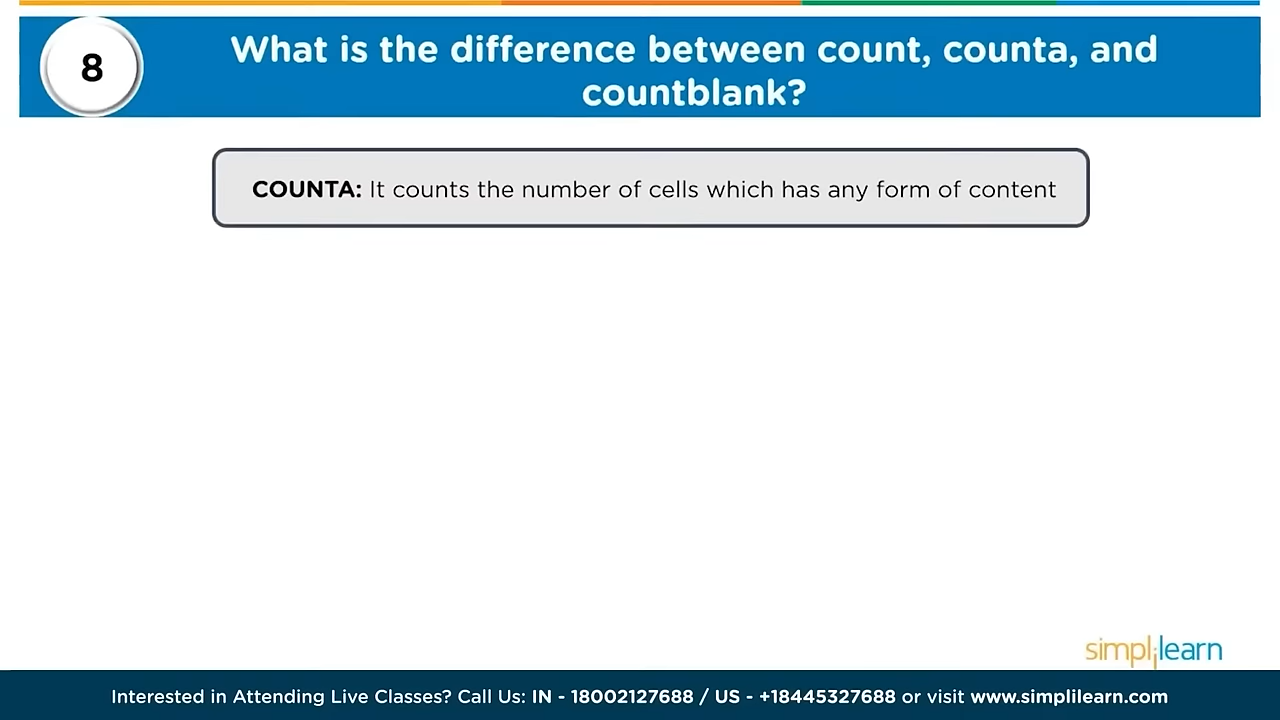 8
What is the difference between count, counta, and
countblank?
COUNTA: It counts the number of cells which has any form of content
simplilearn
Interested in Attending Live Classes? Call Us: IN - 18002127688 / US - +18445327688 or visit www.simplilearn.com